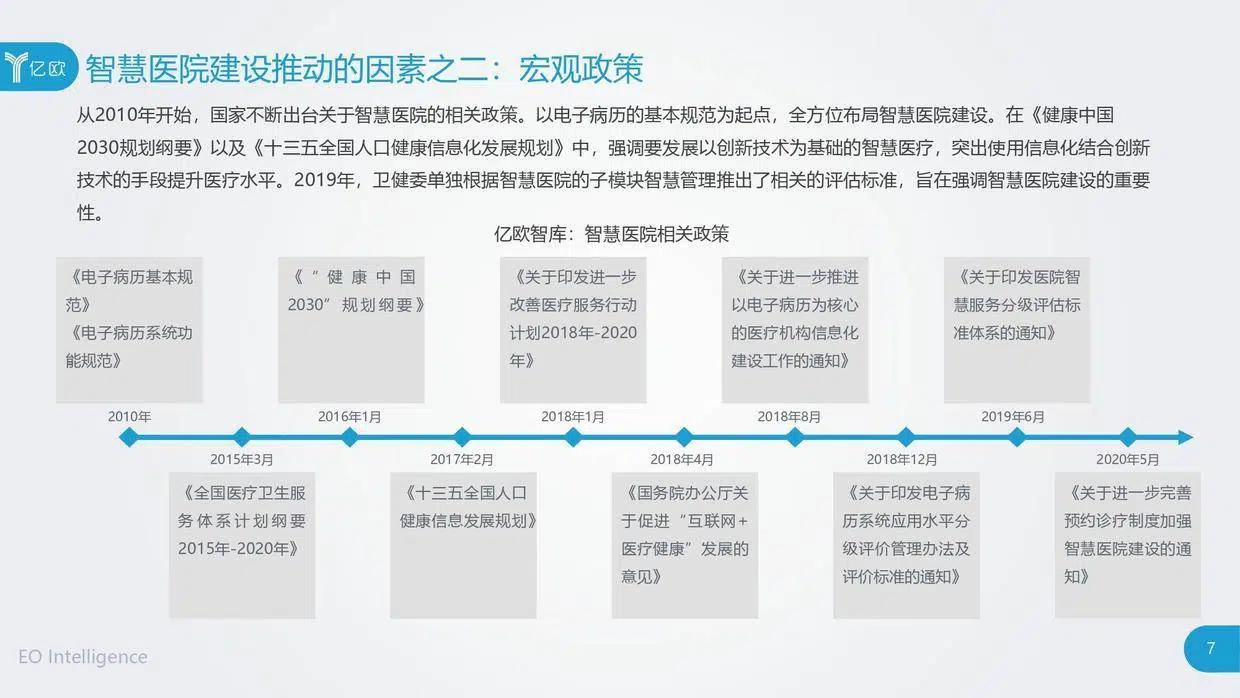 亿欧
智慧医院建设推动的因素之二：宏观政策
从2010年开始，国家不断出台关于智慧医院的相关政策。以电子病历的基本规范为起点，全方位布局智慧医院建设。在《健康中国
2030规划纲要》以及《十三五全国人口健康信息化发展规划》中，强调要发展以创新技术为基础的智慧医疗，突出使用信息化结合创新
技术的手段提升医疗水平。2019年，卫健委单独根据智慧医院的子模块智慧管理推出了相关的评估标准，旨在强调智慧医院建设的重要
性。
亿欧智库：智慧医院相关政策
《电子病历基本规
范》
《电子病历系统功
能规范》
2010年
《“健康中国
2030”规划纲要》
2016年1月
《关于印发进一步
改善医疗服务行动
计划2018年-2020
年》
2018年1月
《关于进一步推进
以电子病历为核心
的医疗机构信息化
建设工作的通知》
2018年8月
《关于印发医院智
慧服务分级评估标
准体系的通知》
2019年6月
2015年3月
《全国医疗卫生服
务体系计划纲要
2015年-2020年》
2017年2月
《十三五全国人口
健康信息发展规划》
2018年4月
《国务院办公厅关
于促进“互联网+
医疗健康”发展的
意见》
2018年12月
《关于印发电子病
历系统应用水平分
级评价管理办法及
评价标准的通知》
2020年5月
《关于进一步完善
预约诊疗制度加强
智慧医院建设的通
知》
EO Intelligence
7